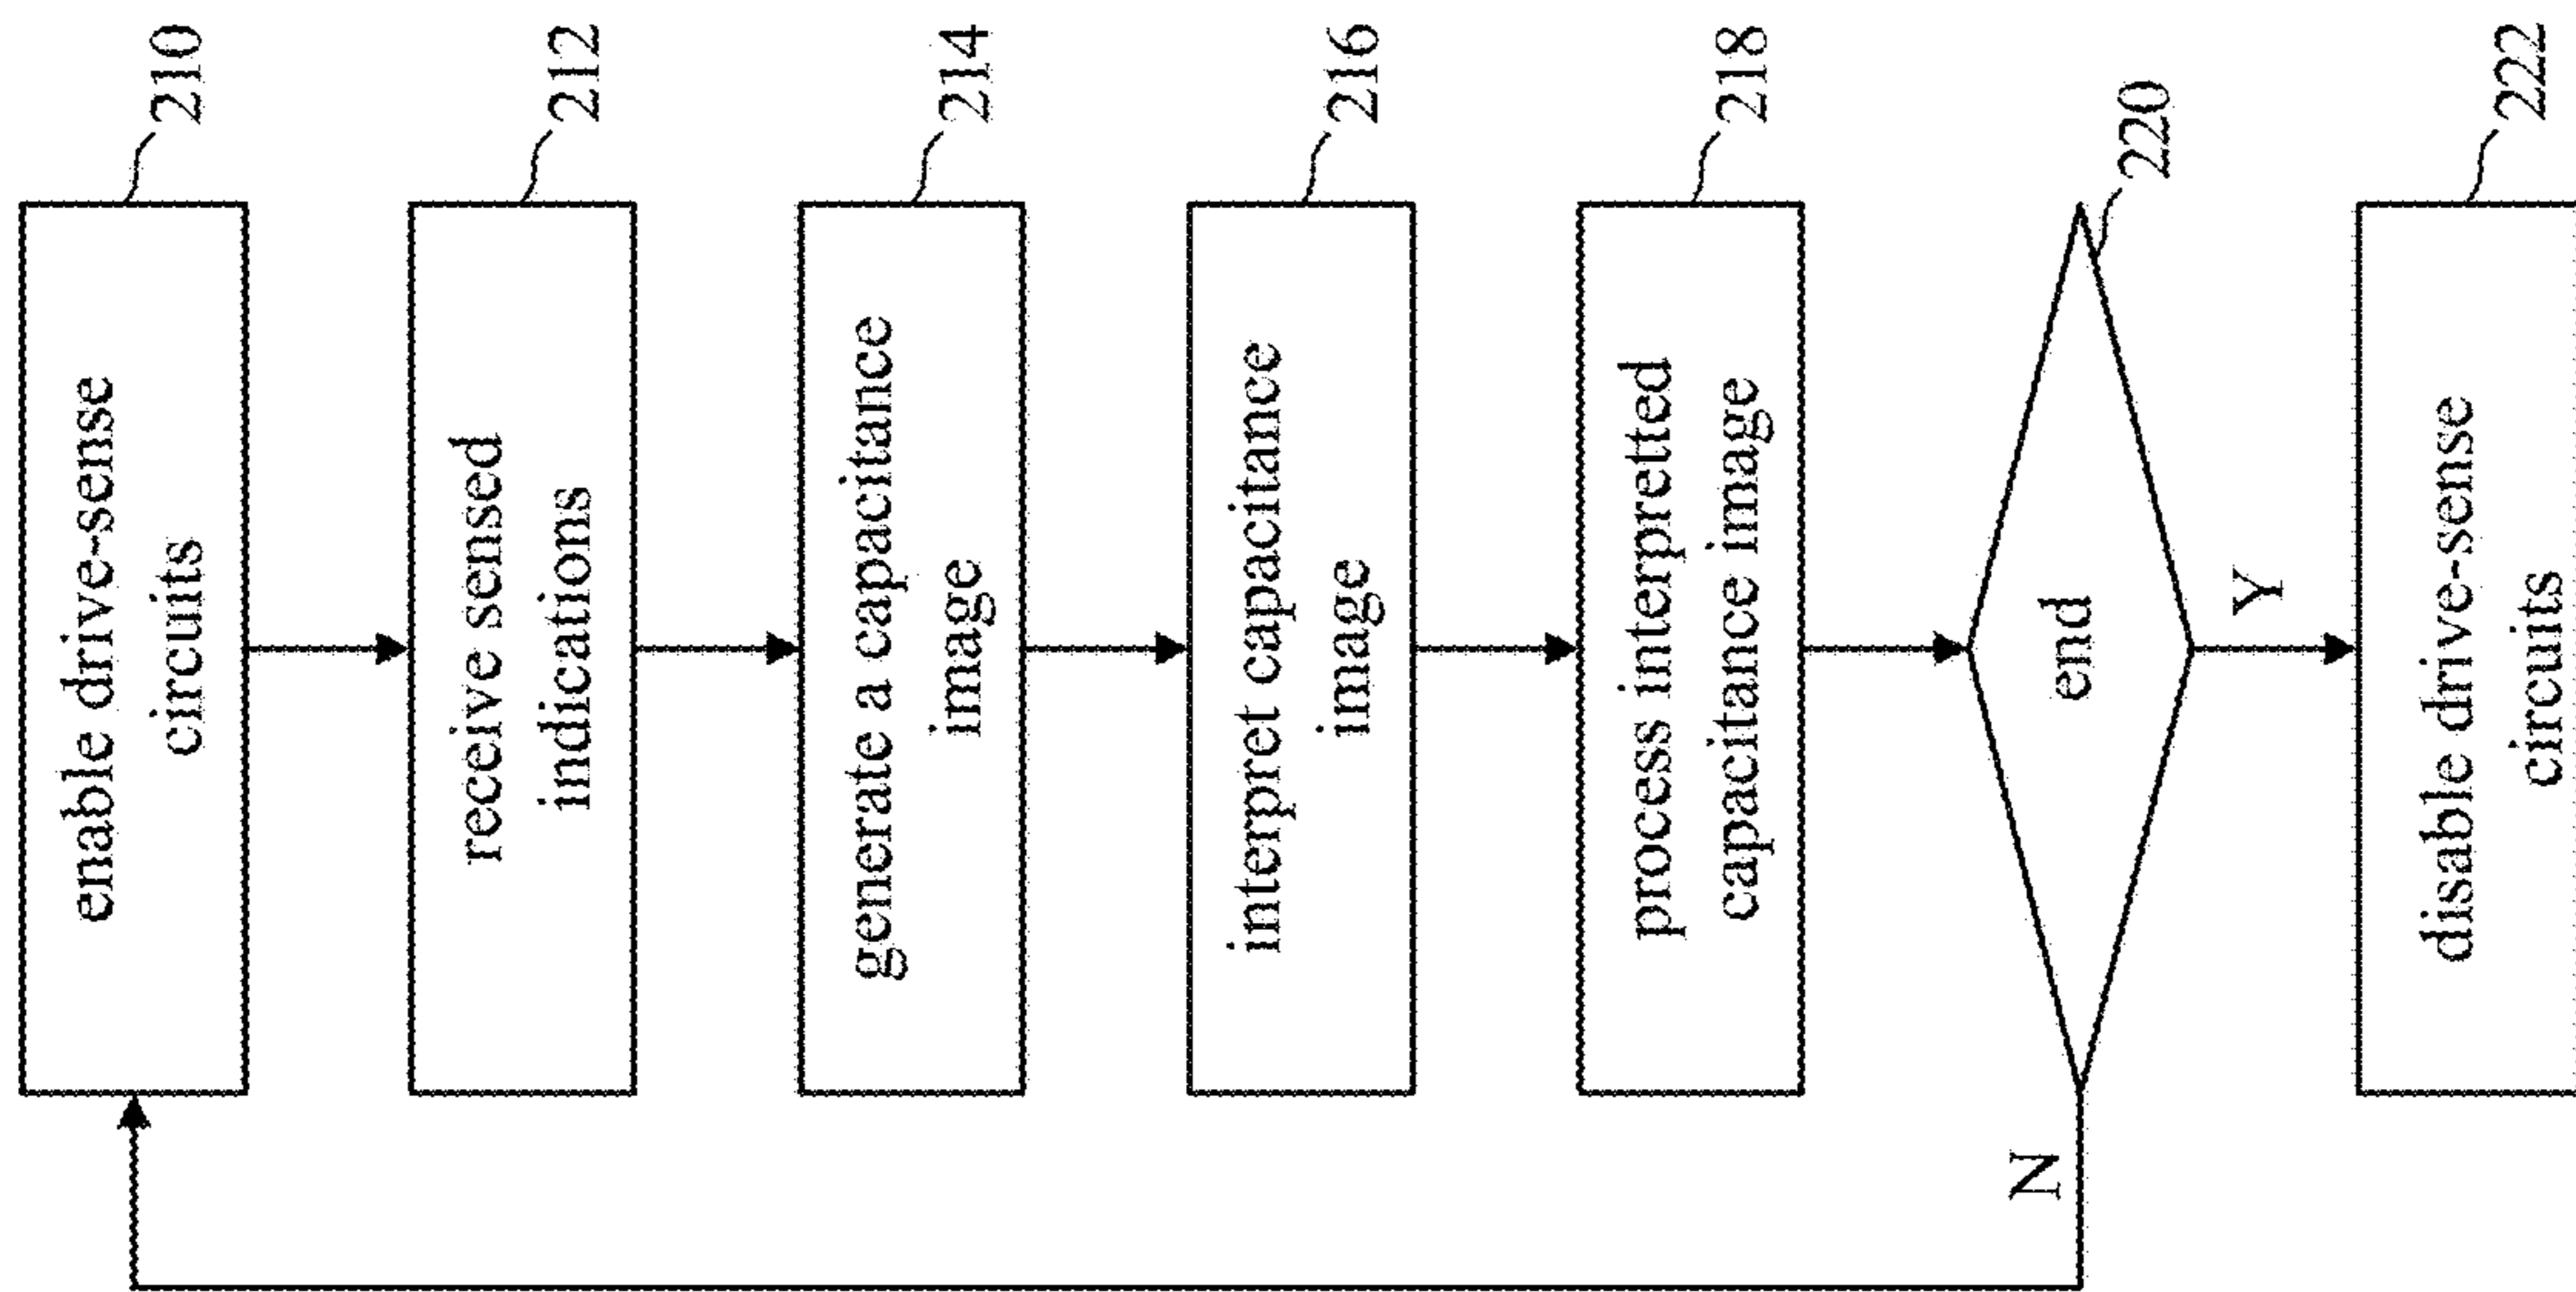 enable drive-sense
circuits
210
receive sensed
indications
212
generate a capacitance
image
214
interpret capacitance
image
216
process interpretted
capacitance image
218
end
220
N
Y
disable drive-sense
circuits
222